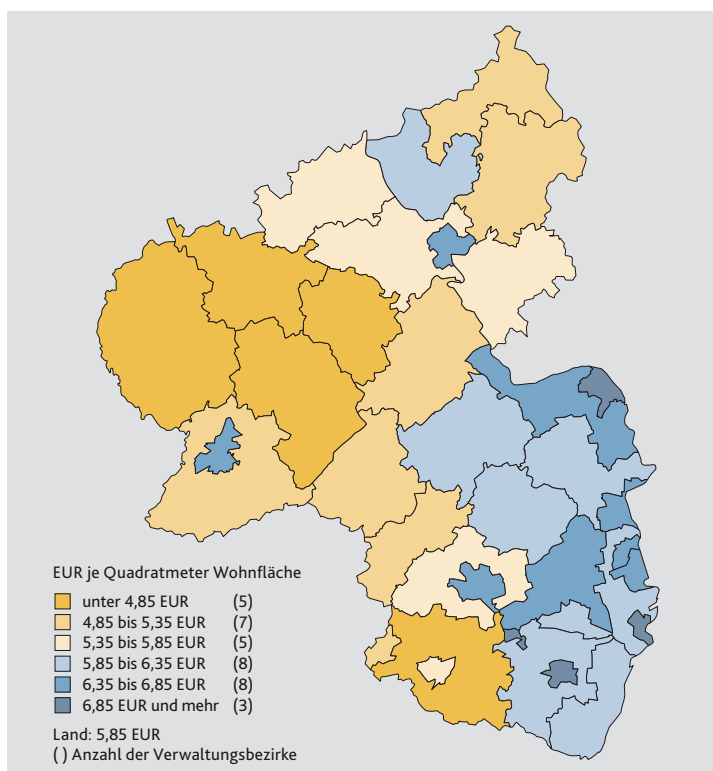 EUR je Quadratmeter Wohnfläche
unter 4,85 EUR (5)
4,85 bis 5,35 EUR (7)
5,35 bis 5,85 EUR (5)
5,85 bis 6,35 EUR (8)
6,35 bis 6,85 EUR (8)
6,85 EUR und mehr (3)
Land: 5,85 EUR
( ) Anzahl der Verwaltungsbezirke